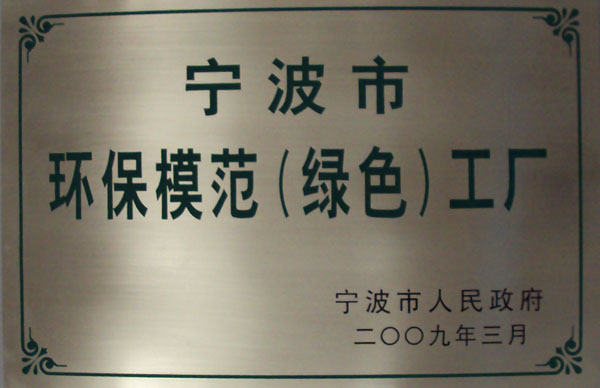 宁波市
环保模范(绿色)工厂
宁波市人民政府
二〇〇九年三月